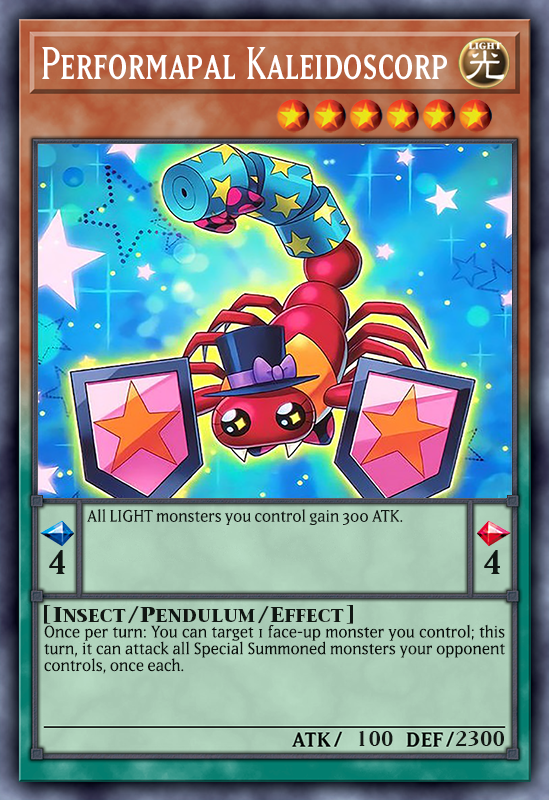 Performapal Kaleidoscorp
LIGHT
光
All LIGHT monsters you control gain 300 ATK.
4
4
[Insect/Pendulum/Effect]
Once per turn: You can target 1 face-up monster you control; this
turn, it can attack all Special Summoned monsters your opponent
controls, once each.
ATK/ 100 DEF/2300